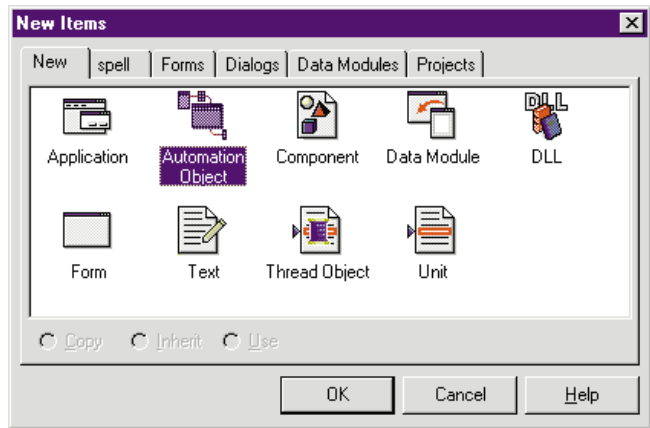 New Items
New spell Forms Dialogs Data Modules Projects
Application Automation Object Component Data Module DLL
Form Text Thread Object Unit
Copy Inherit Use
OK Cancel Help